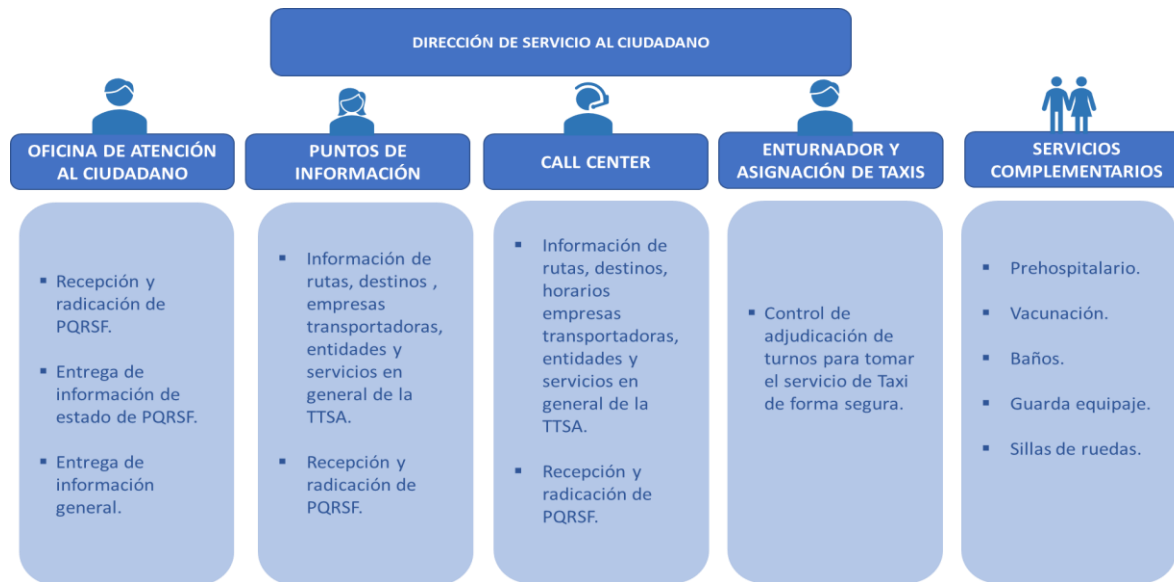 DIRECCIÓN DE SERVICIO AL CIUDADANO
OFICINA DE ATENCIÓN
AL CIUDADANO
▪ Recepción y
radicación de
PQRSF.
▪ Entrega de
información de
estado de PQRSF.
▪ Entrega de
información
general.
PUNTOS DE
INFORMACIÓN
▪ Información de
rutas, destinos ,
empresas
transportadoras,
entidades y
servicios en
general de la
TTSA.
▪ Recepción y
radicación de
PQRSF.
CALL CENTER
▪ Información de
rutas, destinos,
horarios
empresas
transportadoras,
entidades y
servicios en
general de la
TTSA.
▪ Recepción y
radicación de
PQRSF.
ENTURNADOR Y
ASIGNACIÓN DE TAXIS
▪ Control de
adjudicación de
turnos para tomar
el servicio de Taxi
de forma segura.
SERVICIOS
COMPLEMENTARIOS
▪ Prehospitalario.
▪ Vacunación.
▪ Baños.
▪ Guarda equipaje.
▪ Sillas de ruedas.